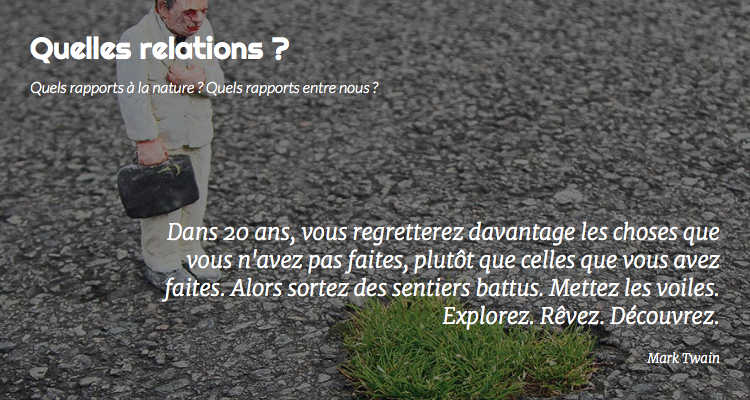 Quelles relations ?
Quels rapports à la nature ? Quels rapports entre nous ?
Dans 20 ans, vous regretterez davantage les choses que
vous n'avez pas faites, plutôt que celles que vous avez
faites. Alors sortez des sentiers battus. Mettez les voiles.
Explorez. Rêvez. Découvrez.
Mark Twain